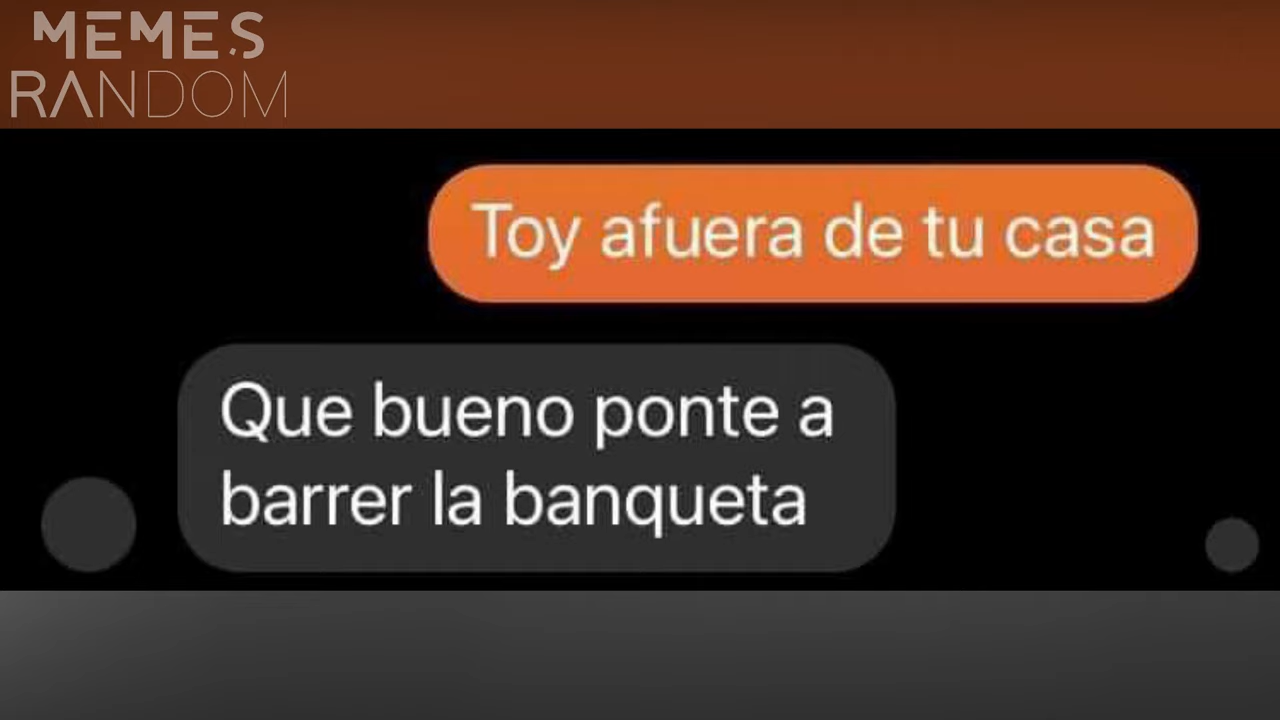 MEMES
RANDOM
Toy afuera de tu casa
Que bueno ponte a
barrer la banqueta